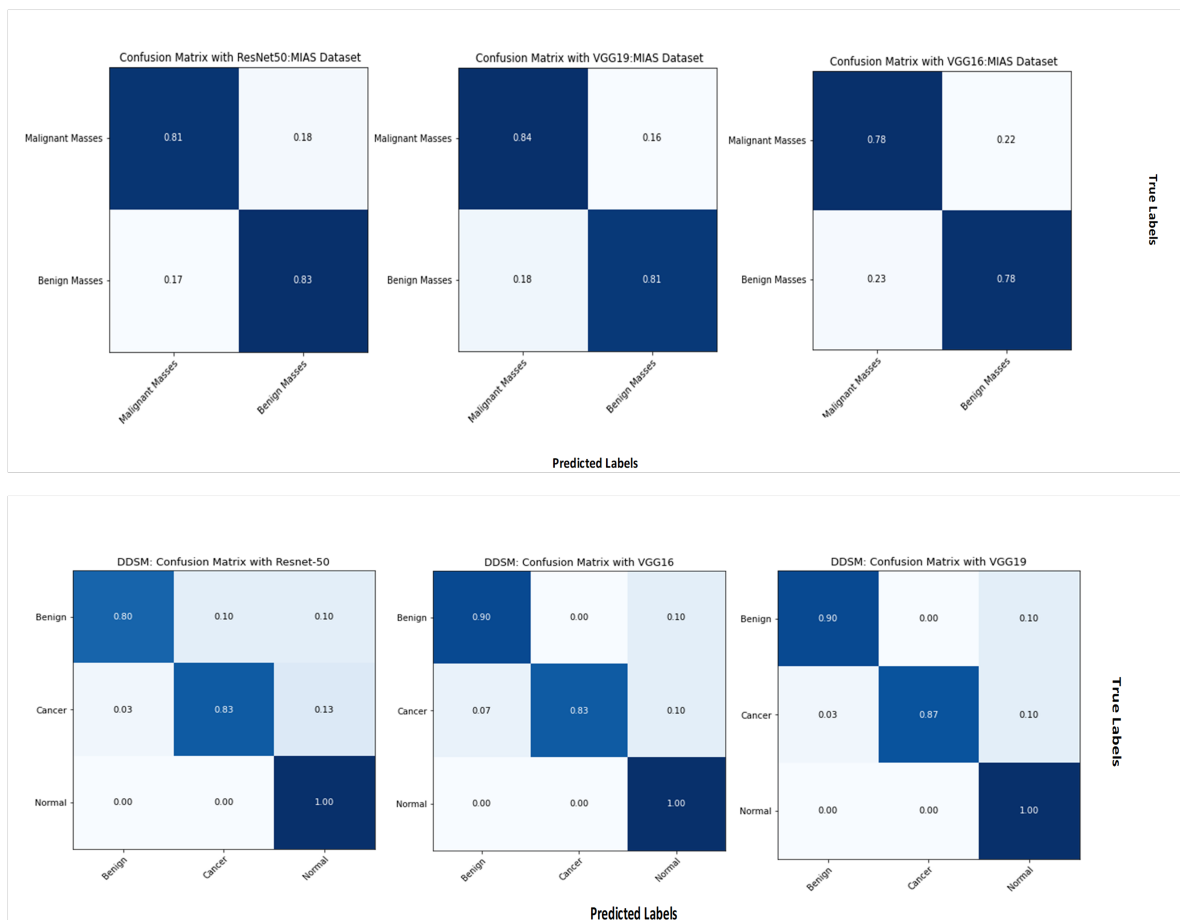 Confusion Matrix with ResNet50:MIAS Dataset
Malignant Masses
0.81
0.18
Benign Masses
0.17
0.83
Malignant Masses
Benign Masses
Confusion Matrix with VGG19:MIAS Dataset
Malignant Masses
0.84
0.16
Benign Masses
0.18
0.81
Malignant Masses
Benign Masses
Confusion Matrix with VGG16:MIAS Dataset
Malignant Masses
0.78
0.22
Benign Masses
0.23
0.78
Malignant Masses
Benign Masses
True Labels
Predicted Labels
DDSM: Confusion Matrix with Resnet-50
Benign
0.80
0.10
0.10
Cancer
0.03
0.83
0.13
Normal
0.00
0.00
1.00
Benign
Cancer
Normal
DDSM: Confusion Matrix with VGG16
Benign
0.90
0.00
0.10
Cancer
0.07
0.83
0.10
Normal
0.00
0.00
1.00
Benign
Cancer
Normal
DDSM: Confusion Matrix with VGG19
Benign
0.90
0.00
0.10
Cancer
0.03
0.87
0.10
Normal
0.00
0.00
1.00
Benign
Cancer
Normal
True Labels
Predicted Labels